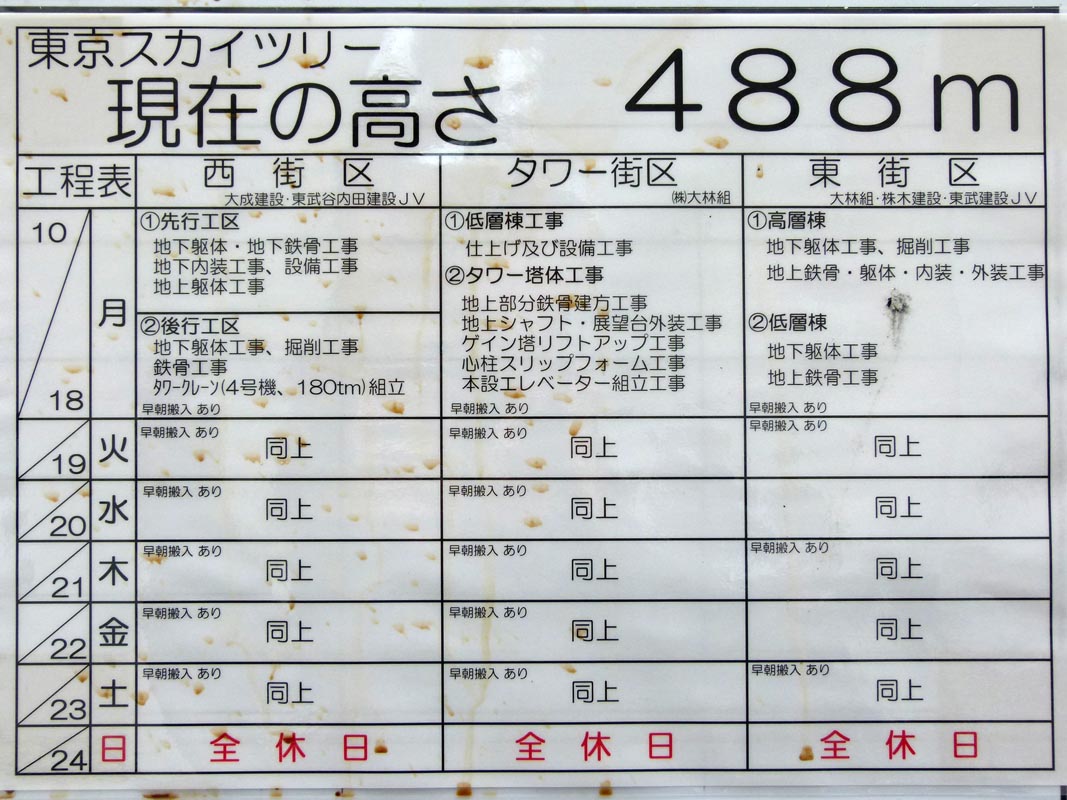 東京スカイツリー
現在の高さ 488m
工程表 西街区 タワー街区 東街区
大成建設・東武谷内田建設JV ㈱大林組 大林組・株木建設・東武建設JV
10
18
月
①先行工区
地下躯体・地下鉄骨工事
地下内装工事、設備工事
地上躯体工事
②後行工区
地下躯体工事、掘削工事
鉄骨工事
ﾀﾜｰｸﾚｰﾝ(4号機、180tm)組立
早朝搬入 あり
①低層棟工事
仕上げ及び設備工事
②タワー塔体工事
地上部分鉄骨建方工事
地上シャフト・展望台外装工事
ゲイン塔リフトアップ工事
心柱スリップフォーム工事
本設エレベーター組立工事
早朝搬入 あり
①高層棟
地下躯体工事、掘削工事
地上鉄骨・躯体・内装・外装工事
②低層棟
地下躯体工事
地上鉄骨工事
早朝搬入 あり
早朝搬入 あり 早朝搬入 あり 早朝搬入 あり
19 火 同上 同上 同上
早朝搬入 あり 早朝搬入 あり
20 水 同上 同上 同上
早朝搬入 あり 早朝搬入 あり 早朝搬入 あり
21 木 同上 同上 同上
早朝搬入 あり 早朝搬入 あり
22 金 同上 同上 同上
早朝搬入 あり 早朝搬入 あり 早朝搬入 あり
23 土 同上 同上 同上
24 日 全休日 全休日 全休日